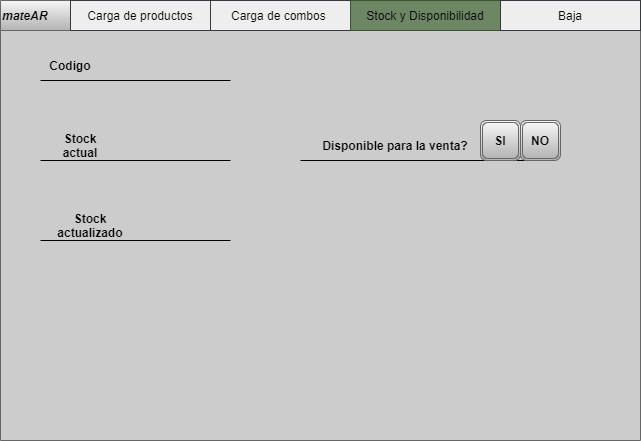 mateAR Carga de productos Carga de combos Stock y Disponibilidad Baja
Codigo
Stock
actual
Disponible para la venta? SI NO
Stock
actualizado